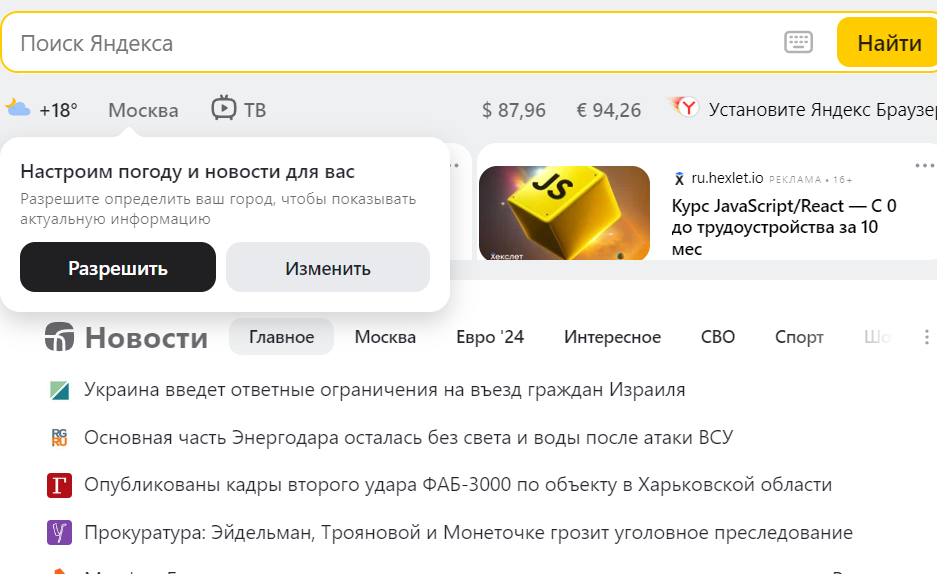 Поиск Яндекса
Найти
+18° Москва ТВ $ 87,96 € 94,26 Установите Яндекс Браузер
Настроим погоду и новости для вас
Разрешите определить ваш город, чтобы показывать
актуальную информацию
Разрешить Изменить
JS
Хекслет
ru.hexlet.io РЕКЛАМА • 16+
Курс JavaScript/React — С 0
до трудоустройства за 10
мес
Новости Главное Москва Евро '24 Интересное СВО Спорт
Украина введет ответные ограничения на въезд граждан Израиля
RG
RU
Основная часть Энергодара осталась без света и воды после атаки ВСУ
Г
Опубликованы кадры второго удара ФАБ-3000 по объекту в Харьковской области
Прокуратура: Эйдельман, Трояновой и Монеточке грозит уголовное преследование